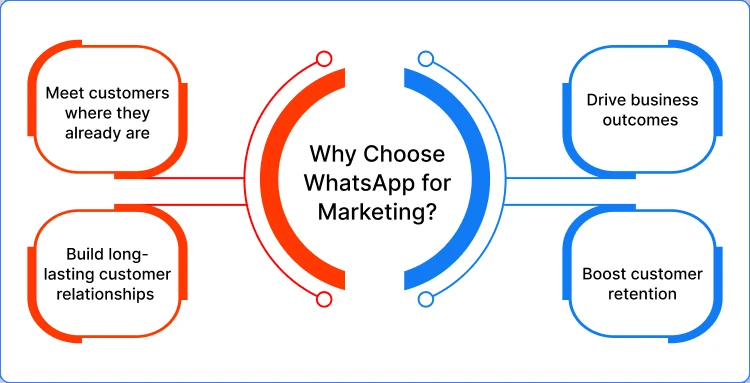 Why Choose
WhatsApp for
Marketing?
Meet customers
where they
already are
Build long-
lasting customer
relationships
Drive business
outcomes
Boost customer
retention